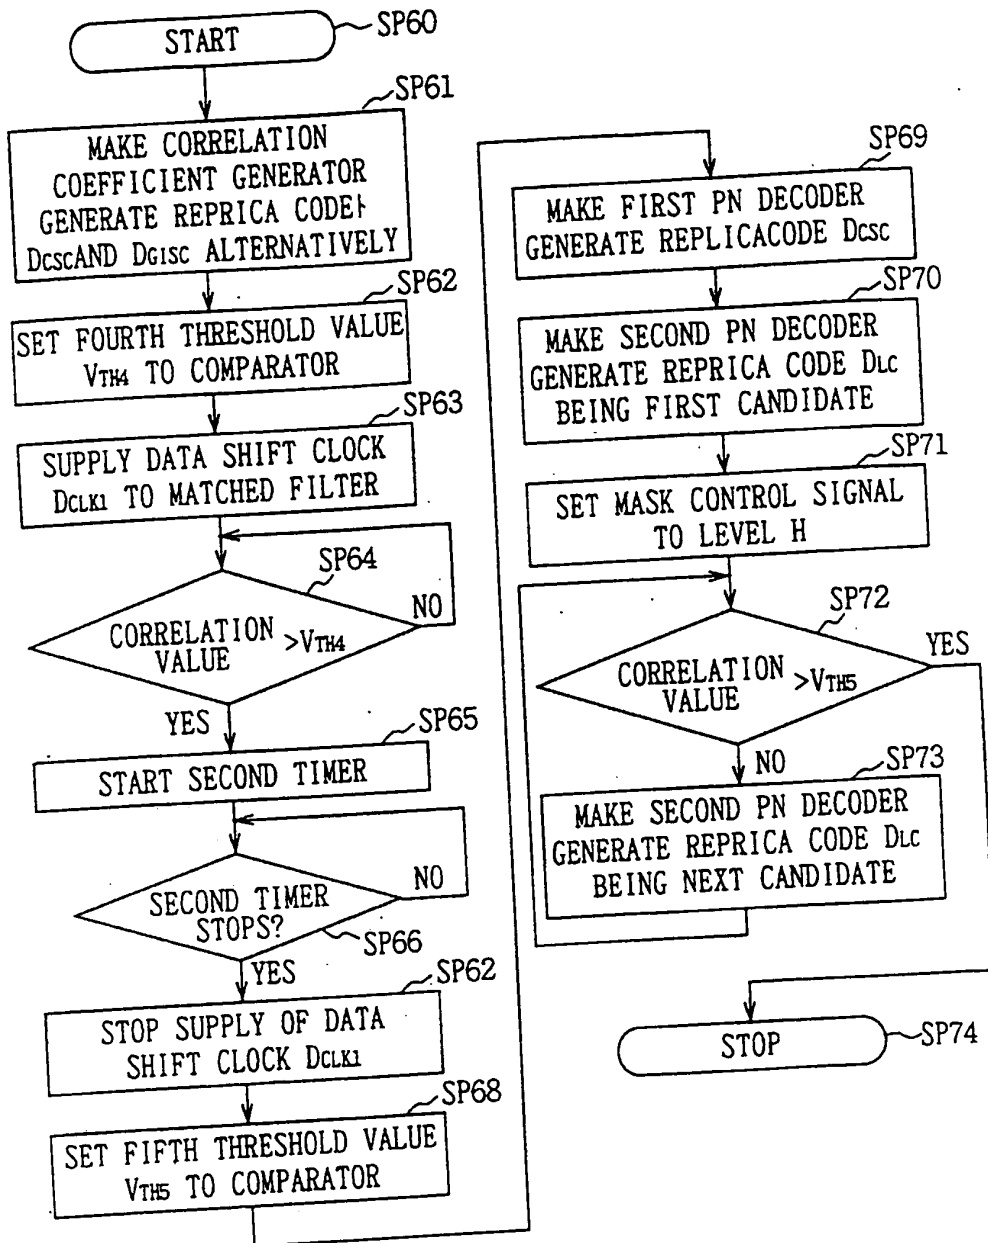 START
SP60
SP61
MAKE CORRELATION
COEFFICIENT GENERATOR
GENERATE REPRICA CODE
DCSC AND DGISC ALTERNATIVELY
SP62
SET FOURTH THRESHOLD VALUE
VTH4 TO COMPARATOR
SP63
SUPPLY DATA SHIFT CLOCK
DCLK1 TO MATCHED FILTER
SP64
CORRELATION
VALUE >VTH4
NO
YES
SP65
START SECOND TIMER
SECOND TIMER
STOPS?
NO
SP66
YES
SP62
STOP SUPPLY OF DATA
SHIFT CLOCK DCLK1
SP68
SET FIFTH THRESHOLD VALUE
VTH5 TO COMPARATOR
SP69
MAKE FIRST PN DECODER
GENERATE REPLICACODE DCSC
SP70
MAKE SECOND PN DECODER
GENERATE REPRICA CODE DLC
BEING FIRST CANDIDATE
SP71
SET MASK CONTROL SIGNAL
TO LEVEL H
SP72
CORRELATION
VALUE >VTH5
YES
NO
SP73
MAKE SECOND PN DECODER
GENERATE REPRICA CODE DLC
BEING NEXT CANDIDATE
STOP
SP74